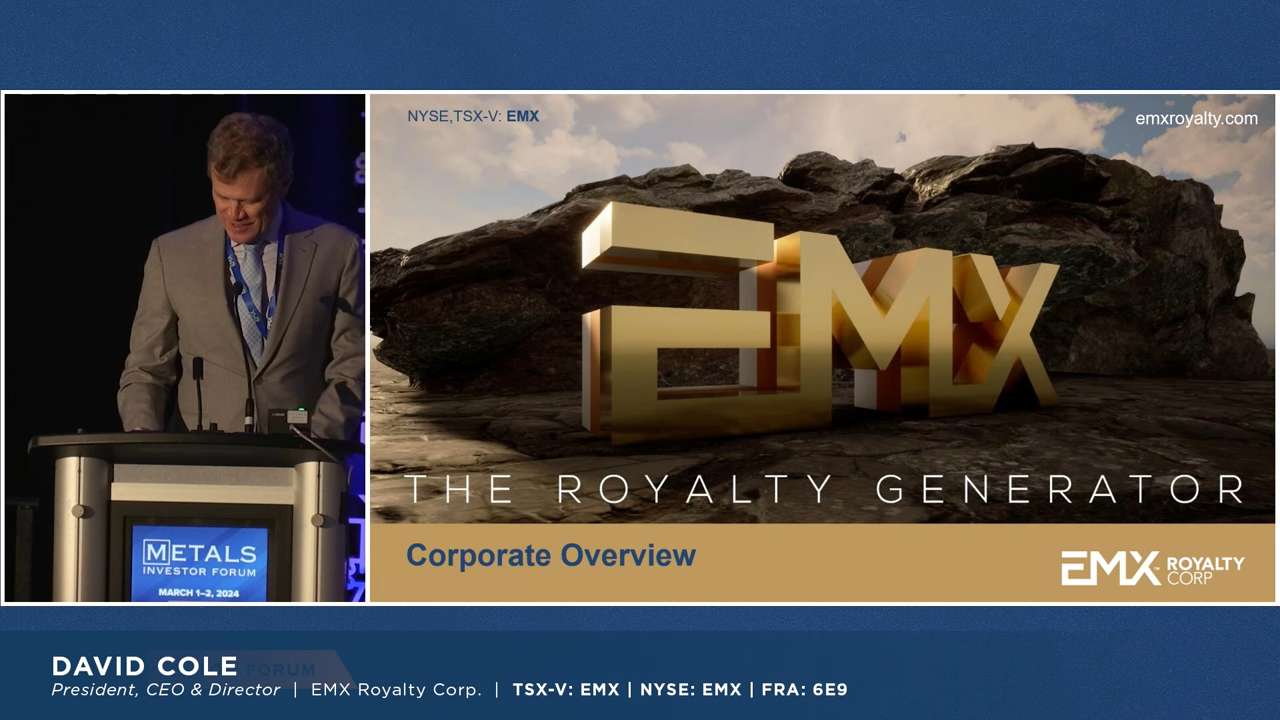 NYSE,TSX-V: EMX
emxroyalty.com
EMX
THE ROYALTY GENERATOR
Corporate Overview
EMX ROYALTY
CORP
METALS
INVESTOR FORUM
MARCH 1–2, 2024
DAVID COLE
FORUM
President, CEO & Director | EMX Royalty Corp. | TSX-V: EMX | NYSE: EMX | FRA: 6E9